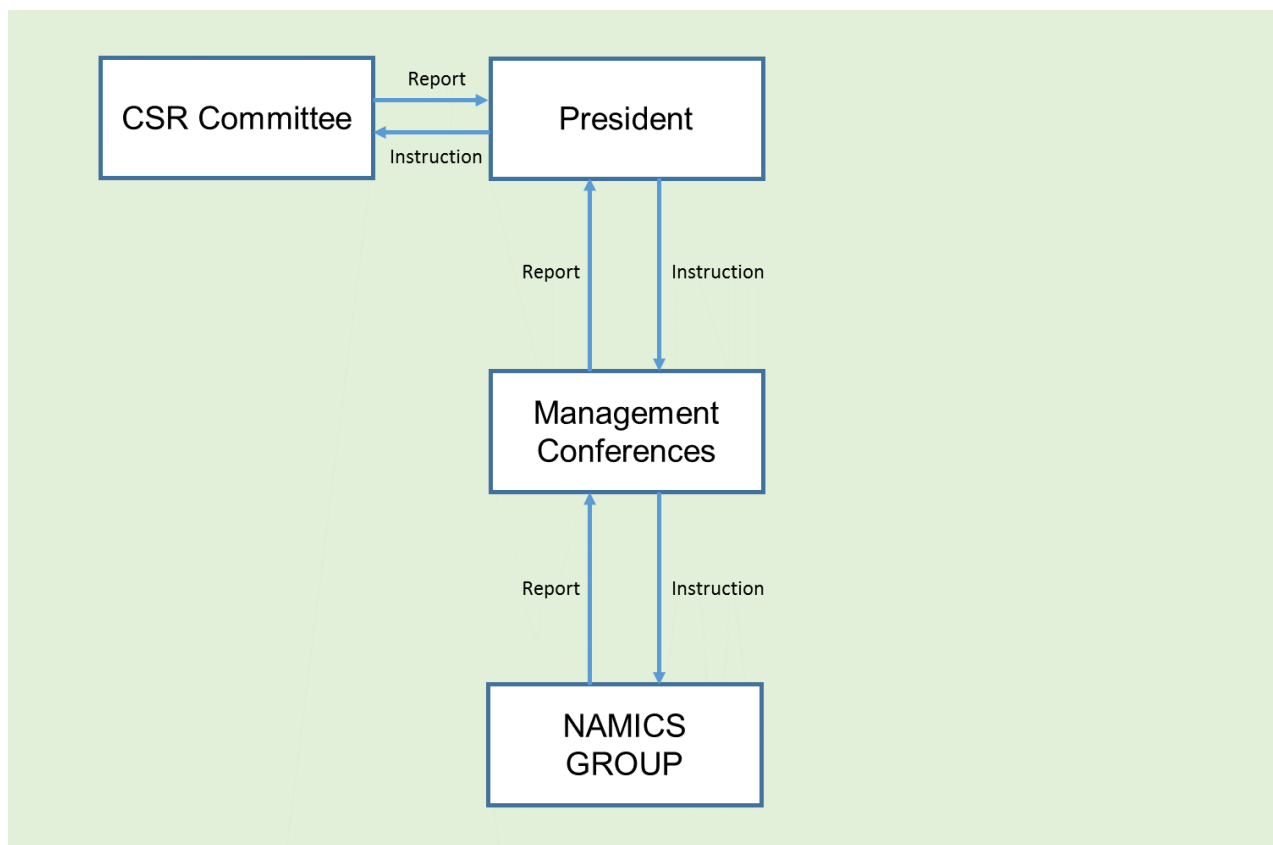 CSR Committee
Report
Instruction
President
Report
Instruction
Management
Conferences
Report
Instruction
NAMICS
GROUP